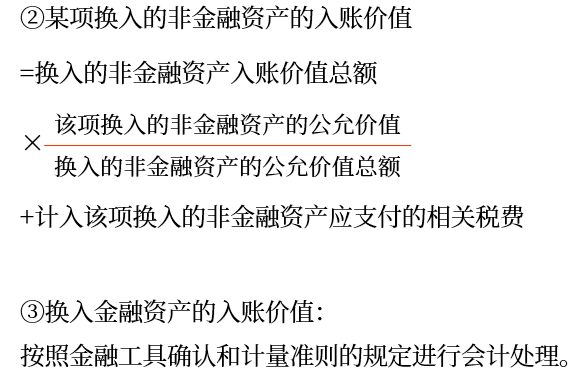 ②某项换入的非金融资产的入账价值
=换入的非金融资产入账价值总额
×
该项换入的非金融资产的公允价值
换入的非金融资产的公允价值总额
+计入该项换入的非金融资产应支付的相关税费
③换入金融资产的入账价值：
按照金融工具确认和计量准则的规定进行会计处理。